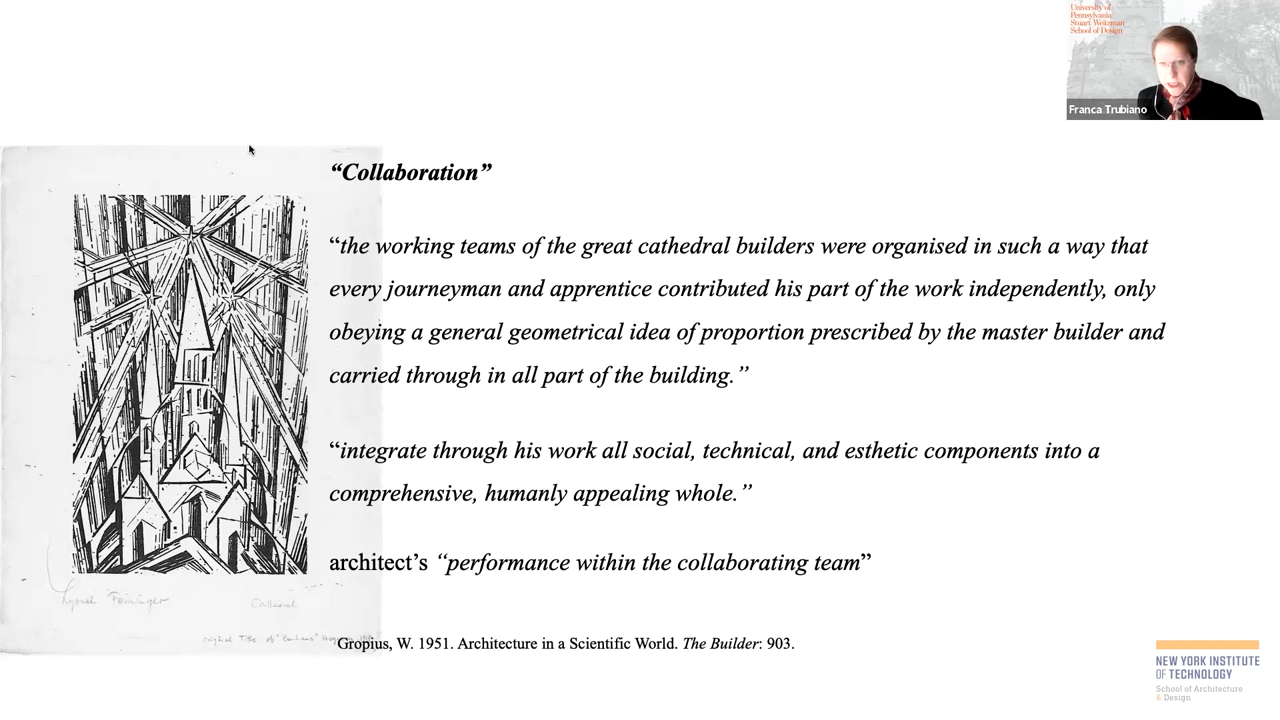 University of
Pennsylvania
Stuart Weitzman
School of Design
Franca Trubiano
“Collaboration”
“the working teams of the great cathedral builders were organised in such a way that
every journeyman and apprentice contributed his part of the work independently, only
obeying a general geometrical idea of proportion prescribed by the master builder and
carried through in all part of the building.”
“integrate through his work all social, technical, and esthetic components into a
comprehensive, humanly appealing whole.”
architect’s “performance within the collaborating team”
Lyonel Feininger
Cathedral
Original Title of "Bauhaus"
Gropius, W. 1951. Architecture in a Scientific World. The Builder: 903.
NEW YORK INSTITUTE
OF TECHNOLOGY
School of Architecture
& Design